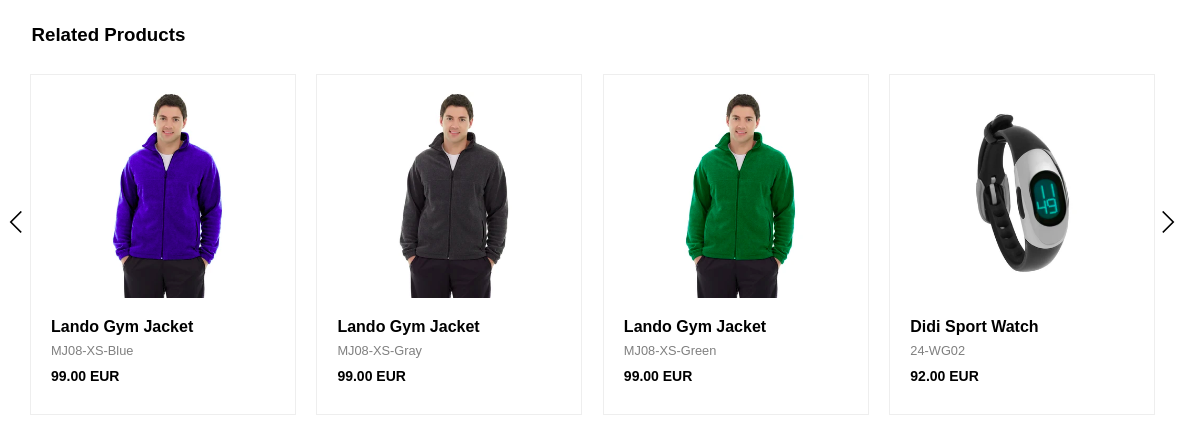 Related Products
Lando Gym Jacket
MJ08-XS-Blue
99.00 EUR
Lando Gym Jacket
MJ08-XS-Gray
99.00 EUR
Lando Gym Jacket
MJ08-XS-Green
99.00 EUR
11
49
Didi Sport Watch
24-WG02
92.00 EUR